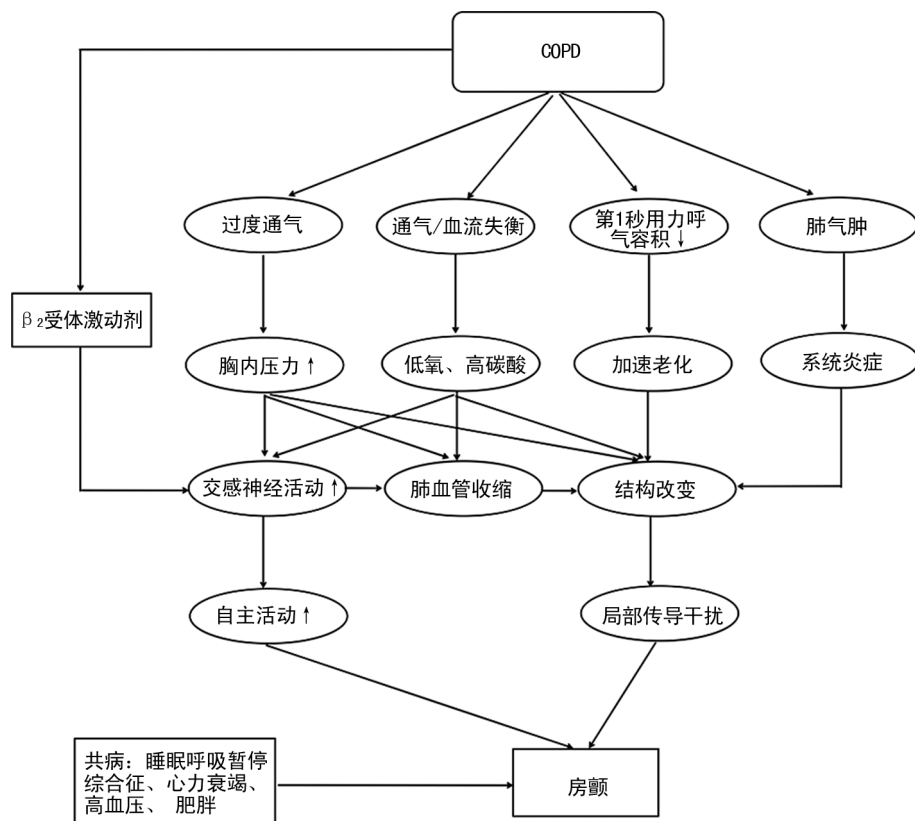 COPD
过度通气
通气/血流失衡
第1秒用力呼
气容积↓
肺气肿
β₂受体激动剂
胸内压力↑
低氧、高碳酸
加速老化
系统炎症
交感神经活动↑
肺血管收缩
结构改变
自主活动↑
局部传导干扰
共病：睡眠呼吸暂停
综合征、心力衰竭、
高血压、 肥胖
房颤